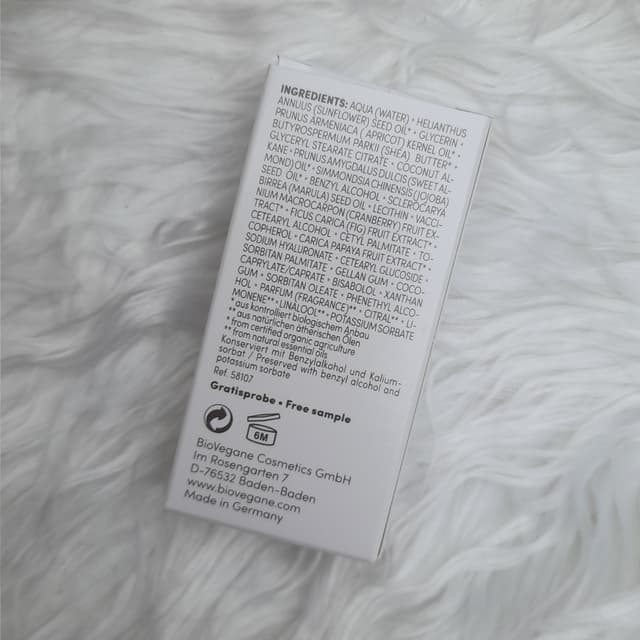 INGREDIENTS: AQUA (WATER) • HELIANTHUS
ANNUUS (SUNFLOWER) SEED OIL* • GLYCERIN •
PRUNUS ARMENIACA ( APRICOT) KERNEL OIL* •
BUTYROSPERMUM PARKII (SHEA) BUTTER* •
GLYCERYL STEARATE CITRATE • COCONUT AL-
KANE • PRUNUS AMYGDALUS DULCIS (SWEET AL-
MOND) OIL* • SIMMONDSIA CHINENSIS (JOJOBA)
SEED OIL* • BENZYL ALCOHOL • SCLEROCARYA
BIRREA (MARULA) SEED OIL • LECITHIN • VACCI-
NIUM MACROCARPON (CRANBERRY) FRUIT EX-
TRACT* • FICUS CARICA (FIG) FRUIT EXTRACT* •
CETEARYL ALCOHOL • CETYL PALMITATE • TO-
COPHEROL • CARICA PAPAYA FRUIT EXTRACT* •
SODIUM HYALURONATE • CETEARYL GLUCOSIDE •
SORBITAN PALMITATE • GELLAN GUM • COCO-
CAPRYLATE/CAPRATE • BISABOLOL • XANTHAN
GUM • SORBITAN OLEATE • PHENETHYL ALCO-
HOL • PARFUM (FRAGRANCE)** • CITRAL** • LI-
MONENE** • LINALOOL** • POTASSIUM SORBATE
* aus kontrolliert biologischem Anbau
** aus natürlichen ätherischen Ölen
* from certified organic agriculture
** from natural essential oils
Konserviert mit Benzylalkohol und Kalium-
sorbat / Preserved with benzyl alcohol and
potassium sorbate
Ref. 58107
Gratisprobe • Free sample
6M
BioVegane Cosmetics GmbH
Im Rosengarten 7
D-76532 Baden-Baden
www.biovegane.com
Made in Germany